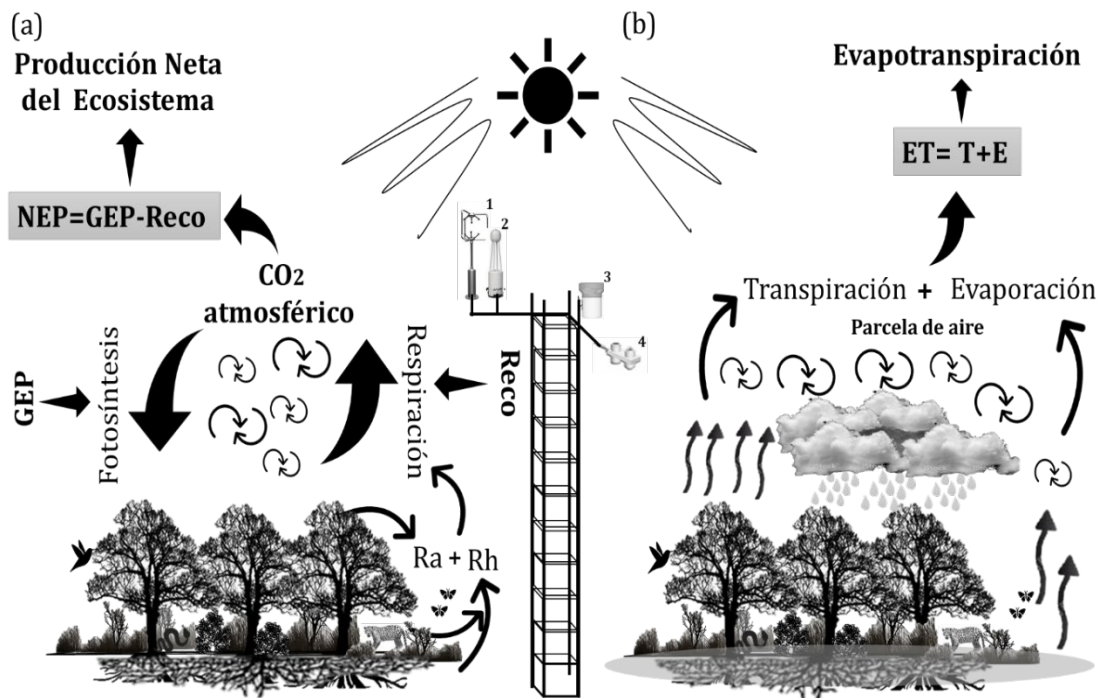 (a)
Producción Neta
del Ecosistema
NEP=GEP-Reco
CO2
atmosférico
GEP
Fotosíntesis
Respiración
Reco
Ra + Rh
1
2
3
4
(b)
Evapotranspiración
ET= T+E
Transpiración + Evaporación
Parcela de aire